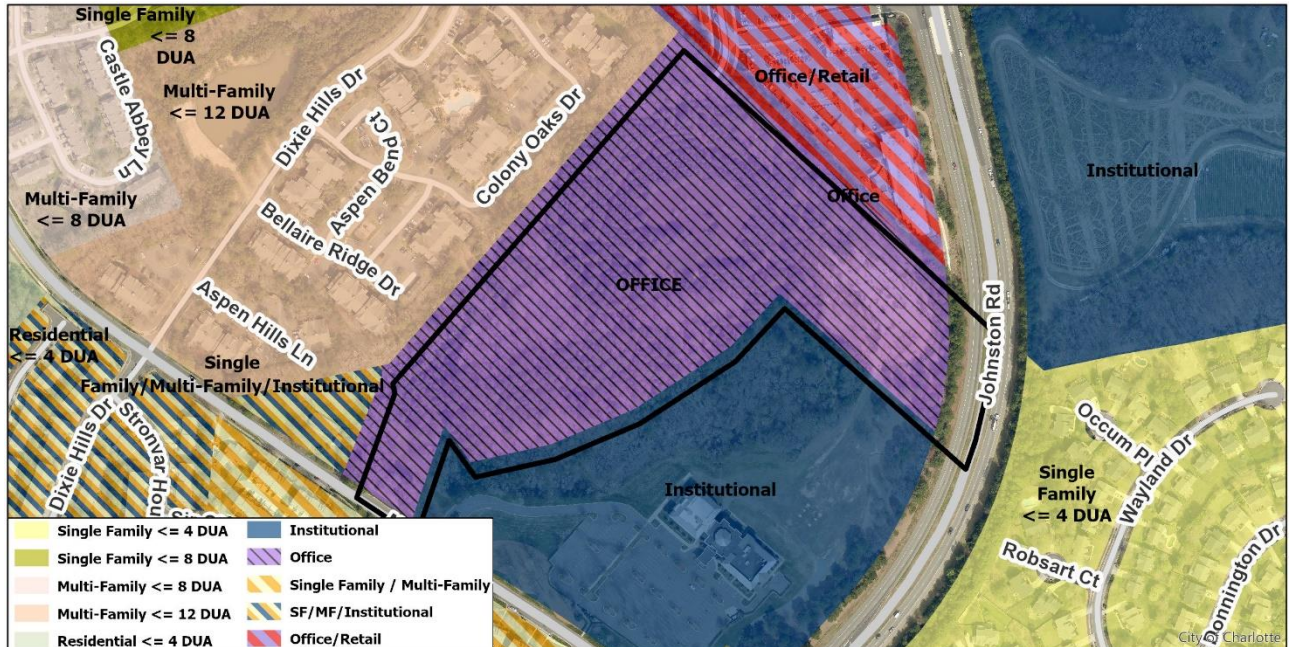 Single Family
<= 8
DUA
Castle Abbey Ln
Multi-Family
<= 12 DUA
Dixie Hills Dr
Aspen Bend Ct
Colony Oaks Dr
Office/Retail
Institutional
Multi-Family
<= 8 DUA
Bellaire Ridge Dr
Office
Aspen Hills Ln
OFFICE
Johnston Rd
Residential
<= 4 DUA
Single
Family/Multi-Family/Institutional
Dixie Hills Dr
Stronvar Hou
Institutional
Occum Pl
Wayland Dr
Single
Family
<= 4 DUA
Robsart Ct
Donnington Dr
Single Family <= 4 DUA
Single Family <= 8 DUA
Multi-Family <= 8 DUA
Multi-Family <= 12 DUA
Residential <= 4 DUA
Institutional
Office
Single Family / Multi-Family
SF/MF/Institutional
Office/Retail
City of Charlotte